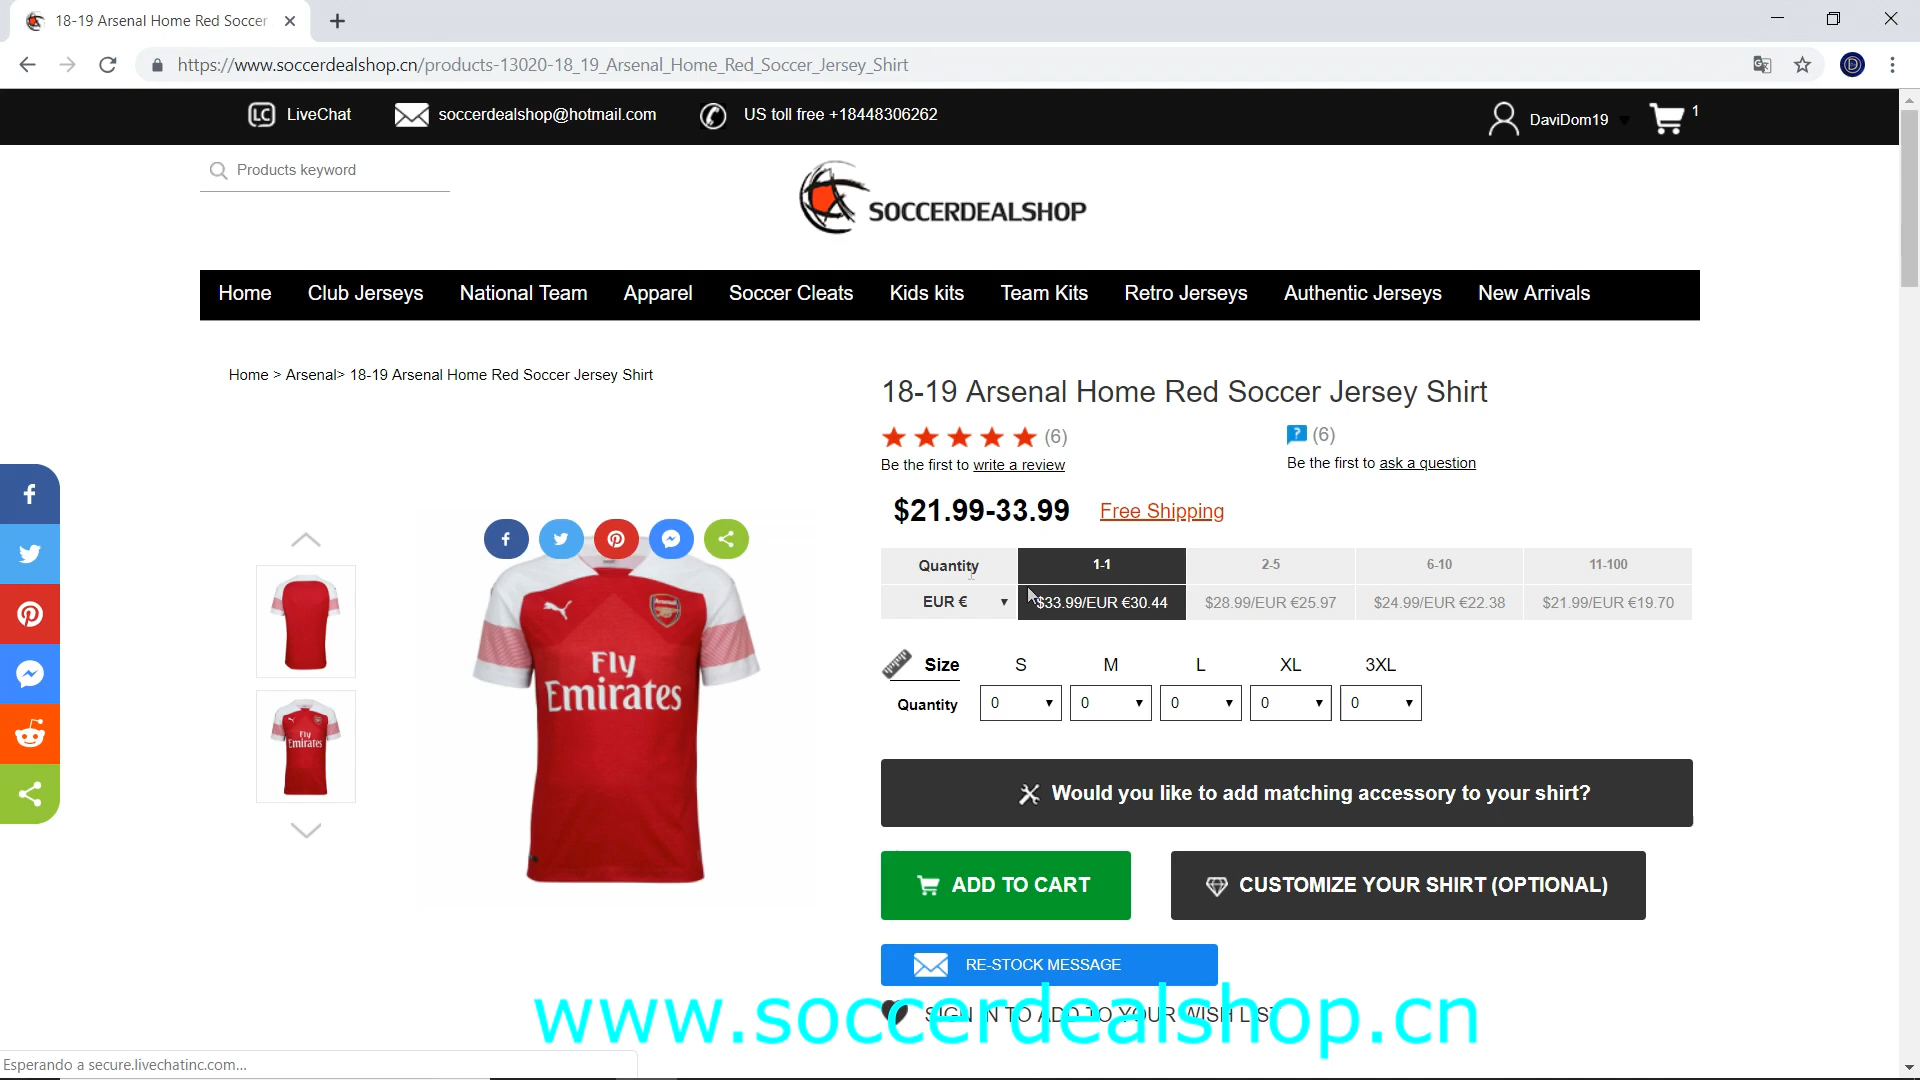 18-19 Arsenal Home Red Soccer
https://www.soccerdealshop.cn/products-13020-18_19_Arsenal_Home_Red_Soccer_Jersey_Shirt
LC LiveChat soccerdealshop@hotmail.com US toll free +18448306262 DaviDom19 1
Products keyword
SOCCERDEALSHOP
Home Club Jerseys National Team Apparel Soccer Cleats Kids kits Team Kits Retro Jerseys Authentic Jerseys New Arrivals
Home > Arsenal> 18-19 Arsenal Home Red Soccer Jersey Shirt
18-19 Arsenal Home Red Soccer Jersey Shirt
(6) ? (6)
Be the first to write a review Be the first to ask a question
$21.99-33.99 Free Shipping
Quantity 1-1 2-5 6-10 11-100
EUR € $33.99/EUR €30.44 $28.99/EUR €25.97 $24.99/EUR €22.38 $21.99/EUR €19.70
Arsenal
Fly
Emirates
Fly
Emirates
Size S M L XL 3XL
Quantity 0 0 0 0 0
Would you like to add matching accessory to your shirt?
ADD TO CART CUSTOMIZE YOUR SHIRT (OPTIONAL)
RE-STOCK MESSAGE
SIGN IN TO ADD TO YOUR WISH LIST
www.soccerdealshop.cn
Esperando a secure.livechatinc.com...